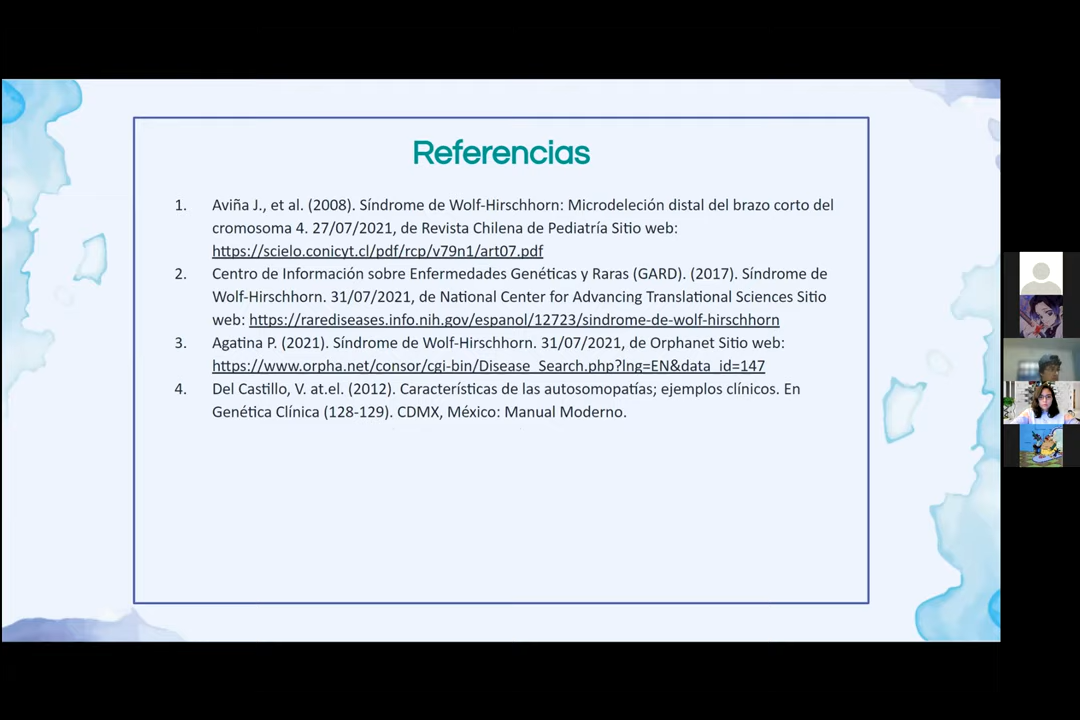 Referencias
1. Aviña J., et al. (2008). Síndrome de Wolf-Hirschhorn: Microdeleción distal del brazo corto del
cromosoma 4. 27/07/2021, de Revista Chilena de Pediatría Sitio web:
https://scielo.conicyt.cl/pdf/rcp/v79n1/art07.pdf
2. Centro de Información sobre Enfermedades Genéticas y Raras (GARD). (2017). Síndrome de
Wolf-Hirschhorn. 31/07/2021, de National Center for Advancing Translational Sciences Sitio
web: https://rarediseases.info.nih.gov/espanol/12723/sindrome-de-wolf-hirschhorn
3. Agatina P. (2021). Síndrome de Wolf-Hirschhorn. 31/07/2021, de Orphanet Sitio web:
https://www.orpha.net/consor/cgi-bin/Disease_Search.php?lng=EN&data_id=147
4. Del Castillo, V. at.el. (2012). Características de las autosomopatías; ejemplos clínicos. En
Genética Clínica (128-129). CDMX, México: Manual Moderno.